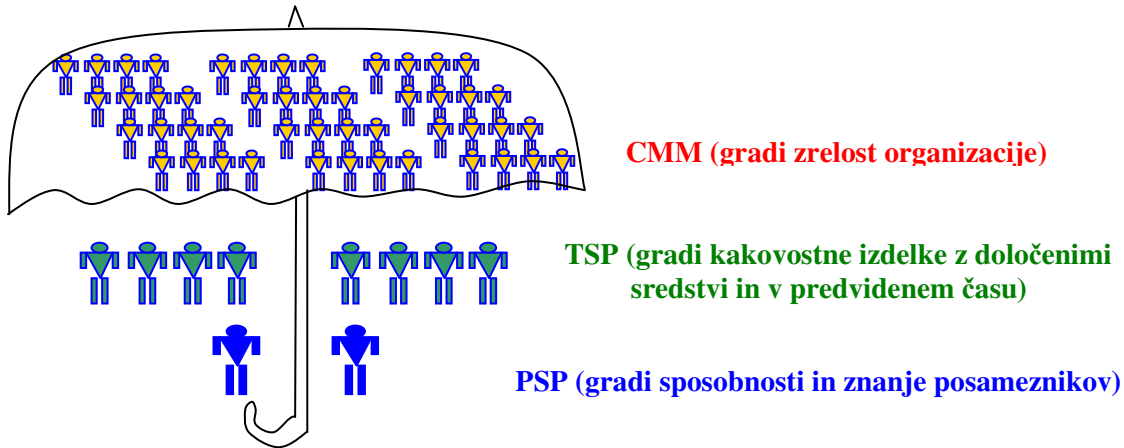 CMM (gradi zrelost organizacije)
TSP (gradi kakovostne izdelke z določenimi
sredstvi in v predvidenem času)
PSP (gradi sposobnosti in znanje posameznikov)